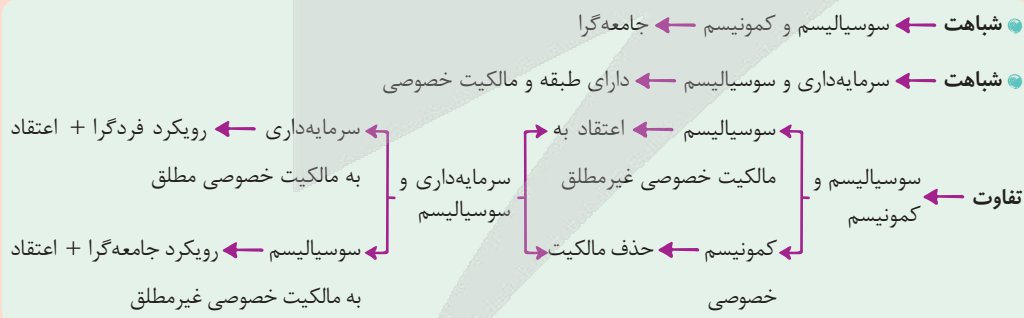 شباهت ← سوسیالیسم و کمونیسم ← جامعه‌گرا
شباهت ← سرمایه‌داری و سوسیالیسم ← دارای طبقه و مالکیت خصوصی
تفاوت ←
سوسیالیسم و
کمونیسم
سوسیالیسم ← اعتقاد به
مالکیت خصوصی غیرمطلق
کمونیسم ← حذف مالکیت
خصوصی
سرمایه‌داری و
سوسیالیسم
سرمایه‌داری ← رویکرد فردگرا + اعتقاد
به مالکیت خصوصی مطلق
سوسیالیسم ← رویکرد جامعه‌گرا + اعتقاد
به مالکیت خصوصی غیرمطلق